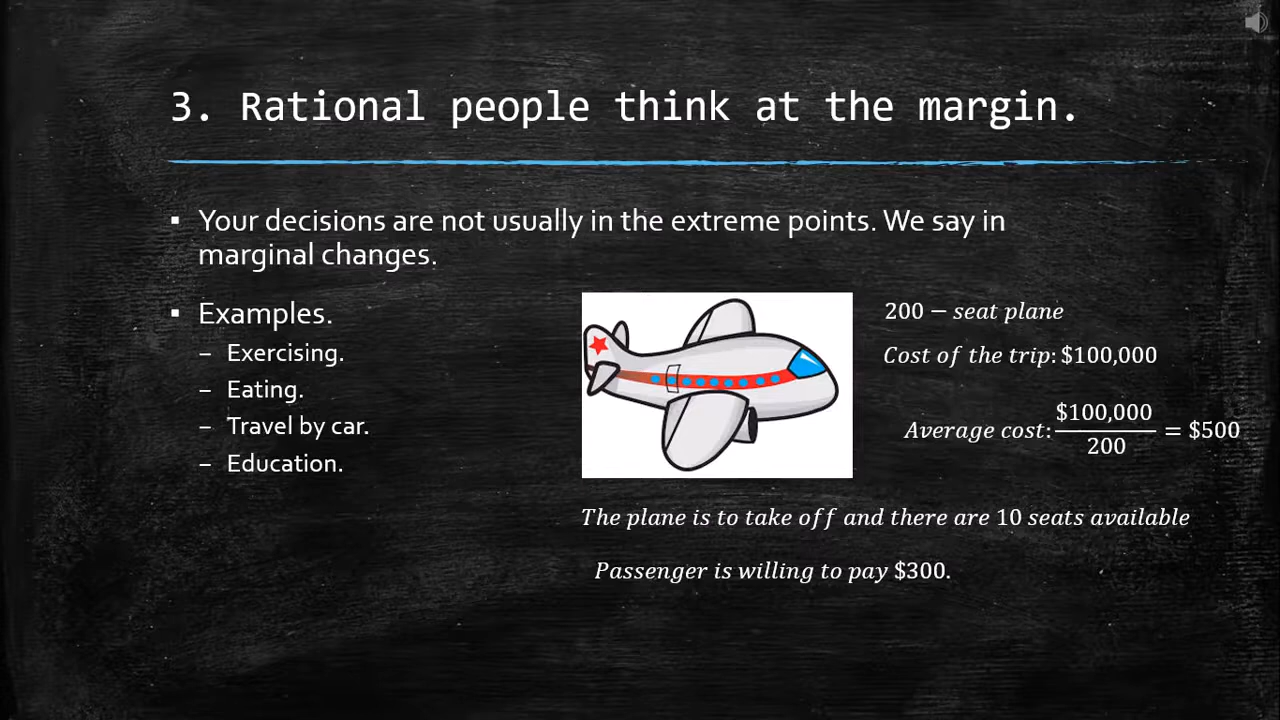 3. Rational people think at the margin.
▪ Your decisions are not usually in the extreme points. We say in
marginal changes.
▪ Examples.
– Exercising.
– Eating.
– Travel by car.
– Education.
200 − seat plane
Cost of the trip: $100,000
Average cost: $100,000 / 200 = $500
The plane is to take off and there are 10 seats available
Passenger is willing to pay $300.